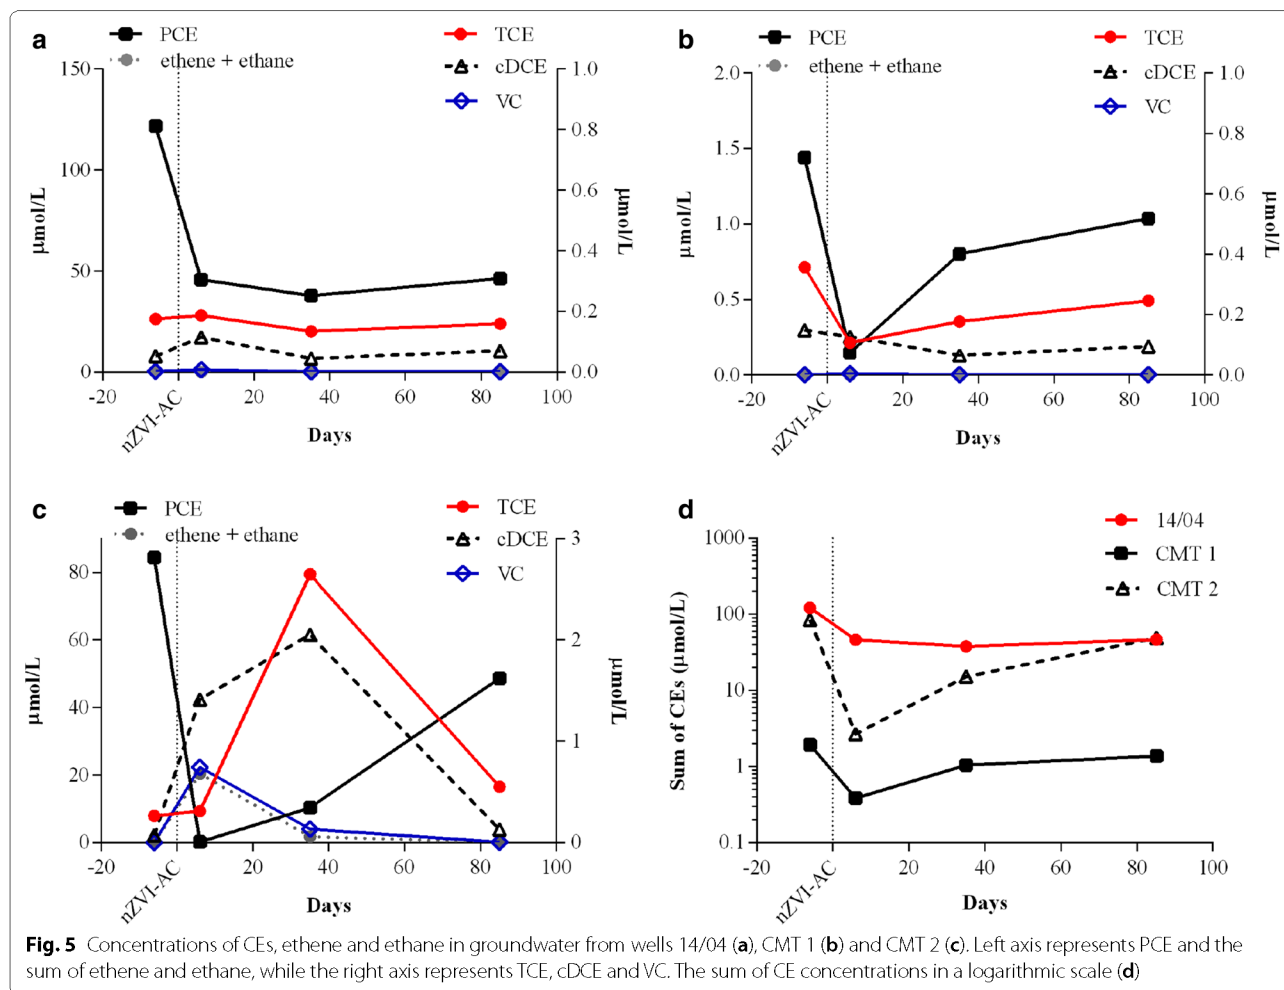 a
PCE
TCE
ethene + ethane
cDCE
VC
150
100
50
0
1.0
0.8
0.6
0.4
0.2
0.0
μmol/L
μmol/L
-20
nZVI-AC
20
40
60
80
100
Days
b
PCE
TCE
ethene + ethane
cDCE
VC
2.0
1.5
1.0
0.5
0.0
1.0
0.8
0.6
0.4
0.2
0.0
μmol/L
μmol/L
-20
nZVI-AC
20
40
60
80
100
Days
c
PCE
TCE
ethene + ethane
cDCE
VC
80
60
40
20
0
3
2
1
0
μmol/L
μmol/L
-20
nZVI-AC
20
40
60
80
100
Days
d
14/04
CMT 1
CMT 2
1000
100
10
1
0.1
Sum of CEs (μmol/L)
-20
nZVI-AC
20
40
60
80
100
Days
Fig. 5 Concentrations of CEs, ethene and ethane in groundwater from wells 14/04 (a), CMT 1 (b) and CMT 2 (c). Left axis represents PCE and the
sum of ethene and ethane, while the right axis represents TCE, cDCE and VC. The sum of CE concentrations in a logarithmic scale (d)